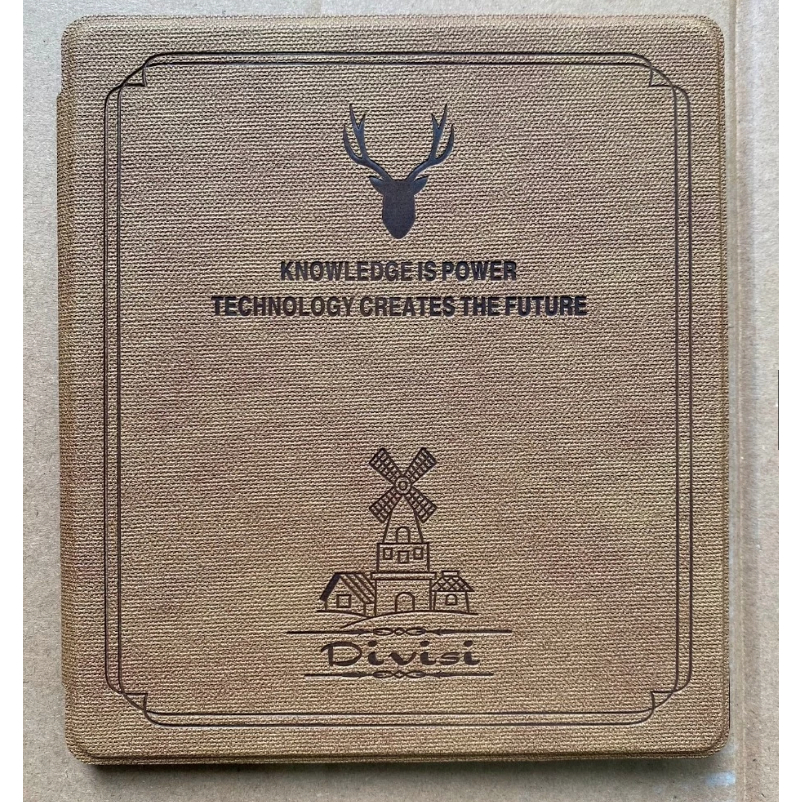 KNOWLEDGE IS POWER
TECHNOLOGY CREATES THE FUTURE
Divisi